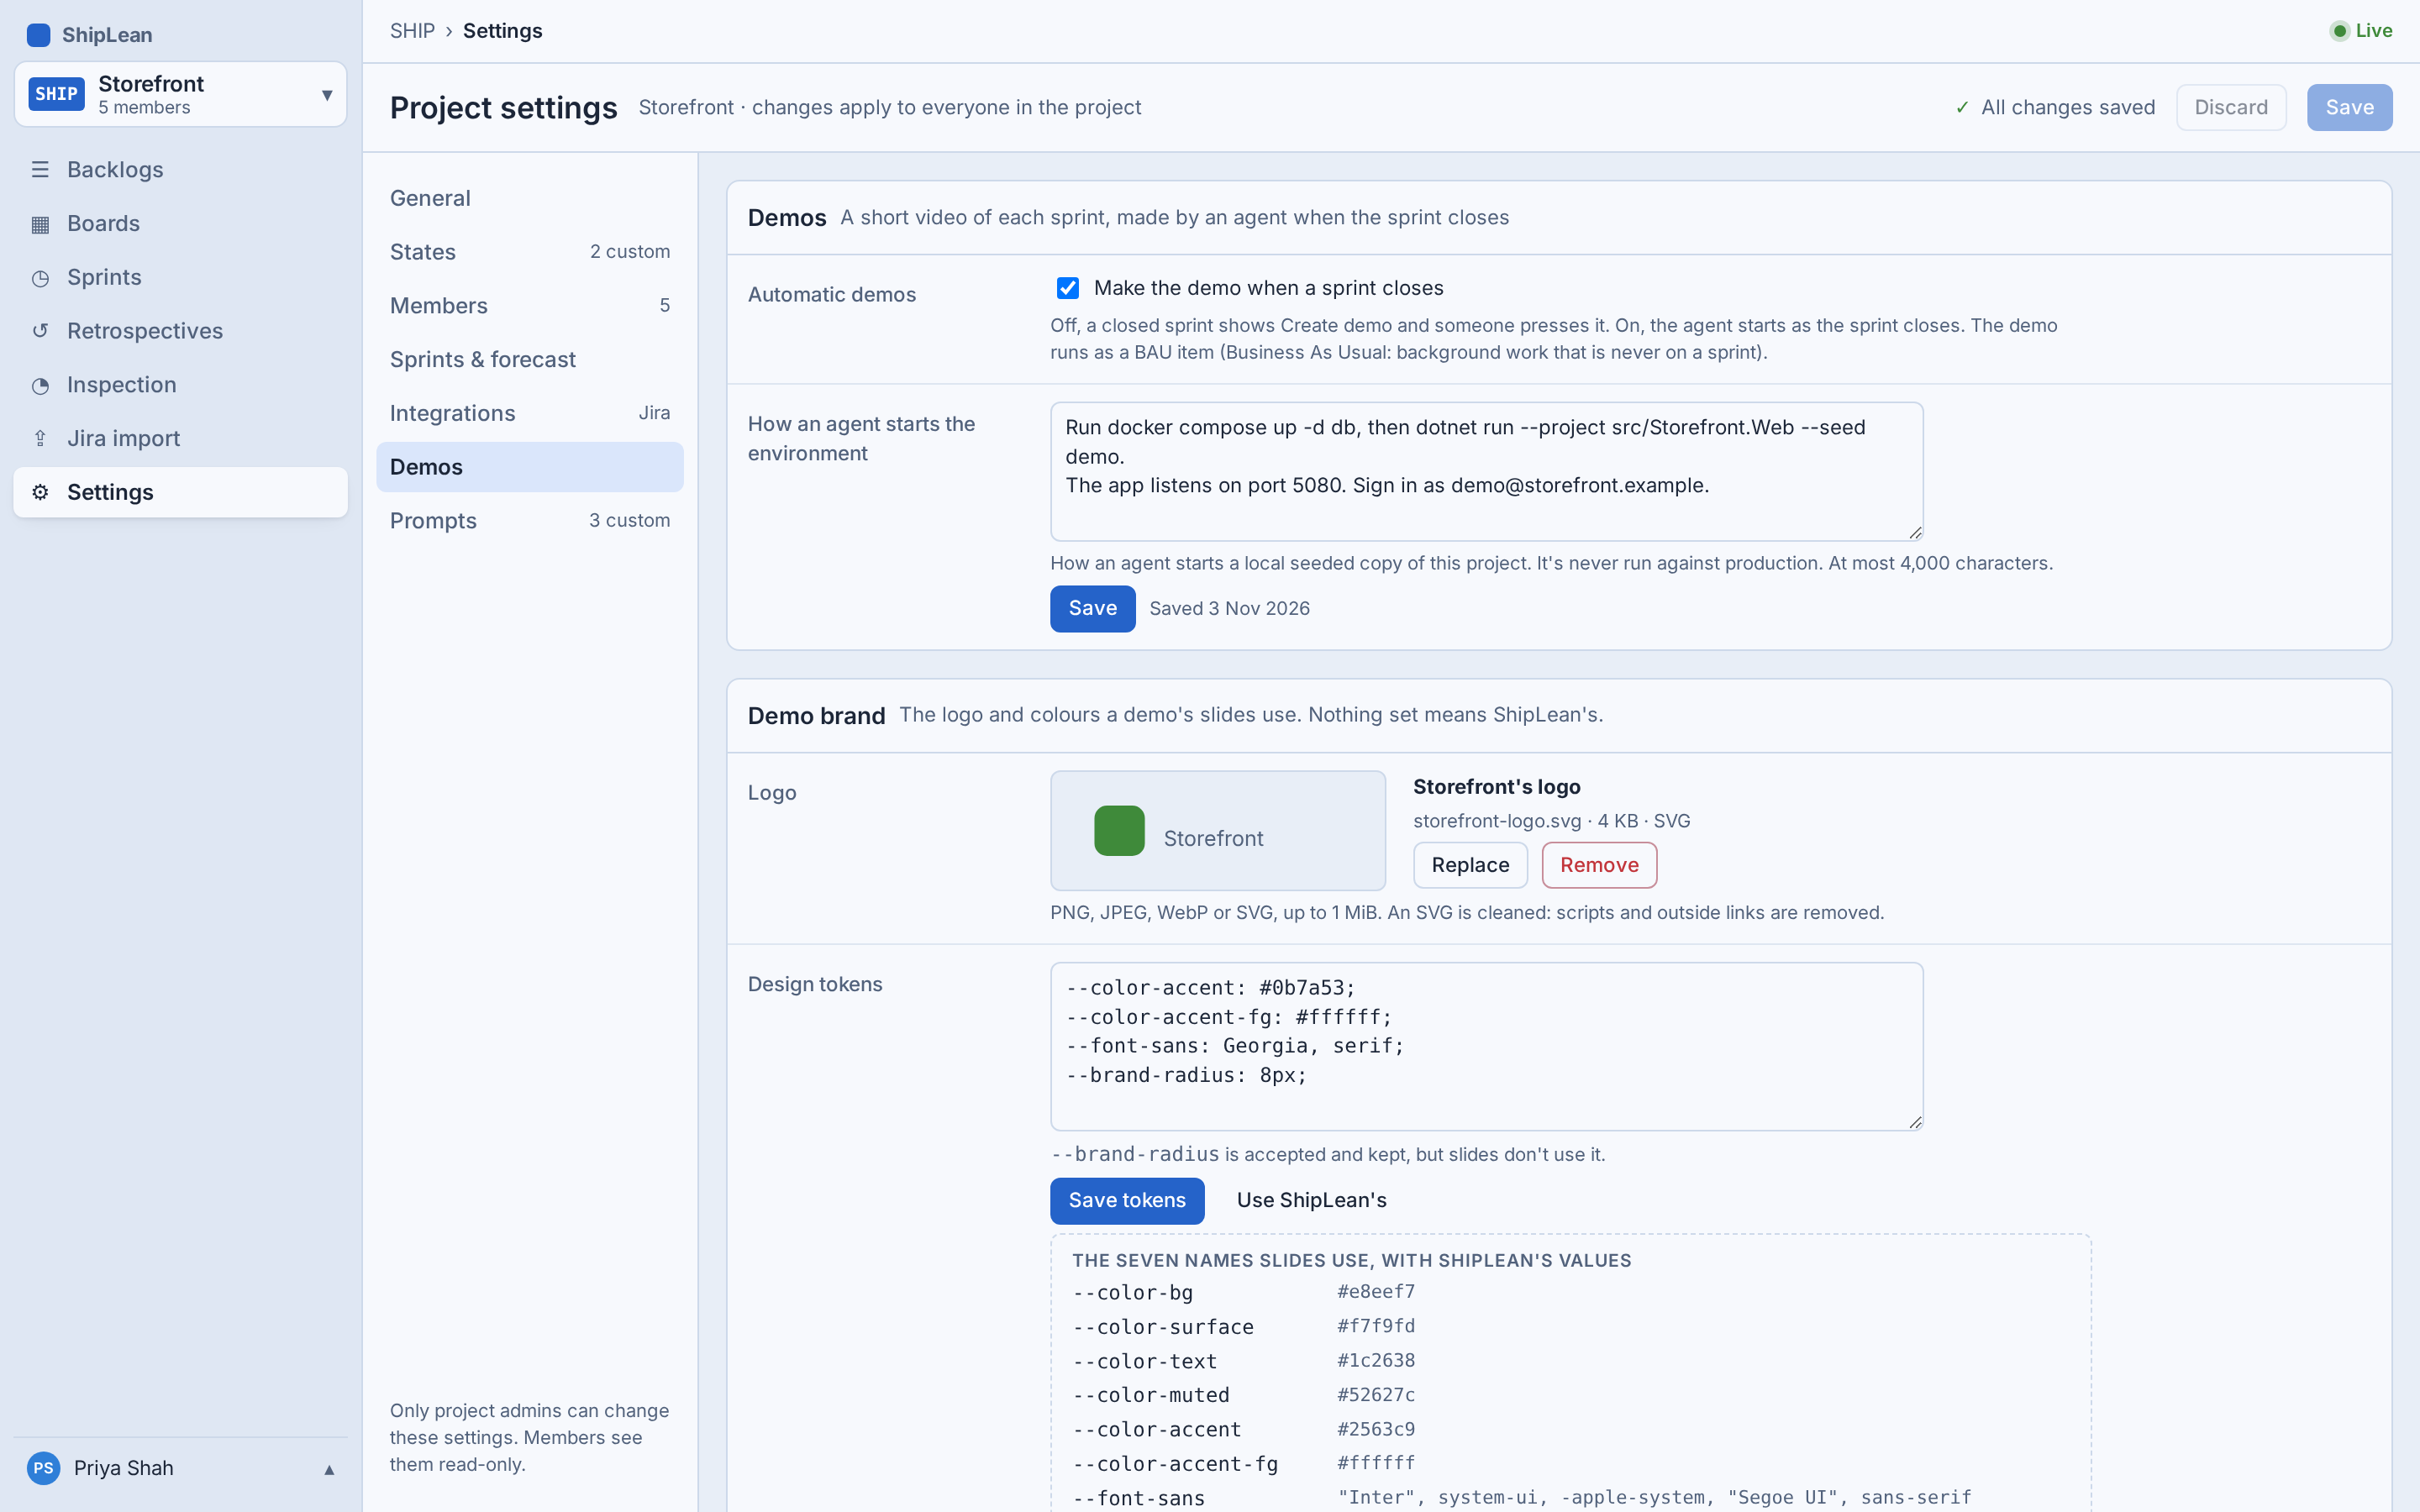 ShipLean
SHIP
Storefront
5 members
Backlogs
Boards
Sprints
Retrospectives
Inspection
Jira import
Settings
PS
Priya Shah
SHIP › Settings
Live
Project settings
Storefront · changes apply to everyone in the project
✓ All changes saved
Discard
Save
General
States
2 custom
Members
5
Sprints & forecast
Integrations
Jira
Demos
Prompts
3 custom
Only project admins can change
these settings. Members see
them read-only.
Demos
A short video of each sprint, made by an agent when the sprint closes
Automatic demos
Make the demo when a sprint closes
Off, a closed sprint shows Create demo and someone presses it. On, the agent starts as the sprint closes. The demo
runs as a BAU item (Business As Usual: background work that is never on a sprint).
How an agent starts the
environment
Run docker compose up -d db, then dotnet run --project src/Storefront.Web --seed
demo.
The app listens on port 5080. Sign in as demo@storefront.example.
How an agent starts a local seeded copy of this project. It's never run against production. At most 4,000 characters.
Save
Saved 3 Nov 2026
Demo brand
The logo and colours a demo's slides use. Nothing set means ShipLean's.
Logo
Storefront
Storefront's logo
storefront-logo.svg · 4 KB · SVG
Replace
Remove
PNG, JPEG, WebP or SVG, up to 1 MiB. An SVG is cleaned: scripts and outside links are removed.
Design tokens
--color-accent: #0b7a53;
--color-accent-fg: #ffffff;
--font-sans: Georgia, serif;
--brand-radius: 8px;
--brand-radius is accepted and kept, but slides don't use it.
Save tokens
Use ShipLean's
THE SEVEN NAMES SLIDES USE, WITH SHIPLEAN'S VALUES
--color-bg #e8eef7
--color-surface #f7f9fd
--color-text #1c2638
--color-muted #52627c
--color-accent #2563c9
--color-accent-fg #ffffff
--font-sans "Inter", system-ui, -apple-system, "Segoe UI", sans-serif